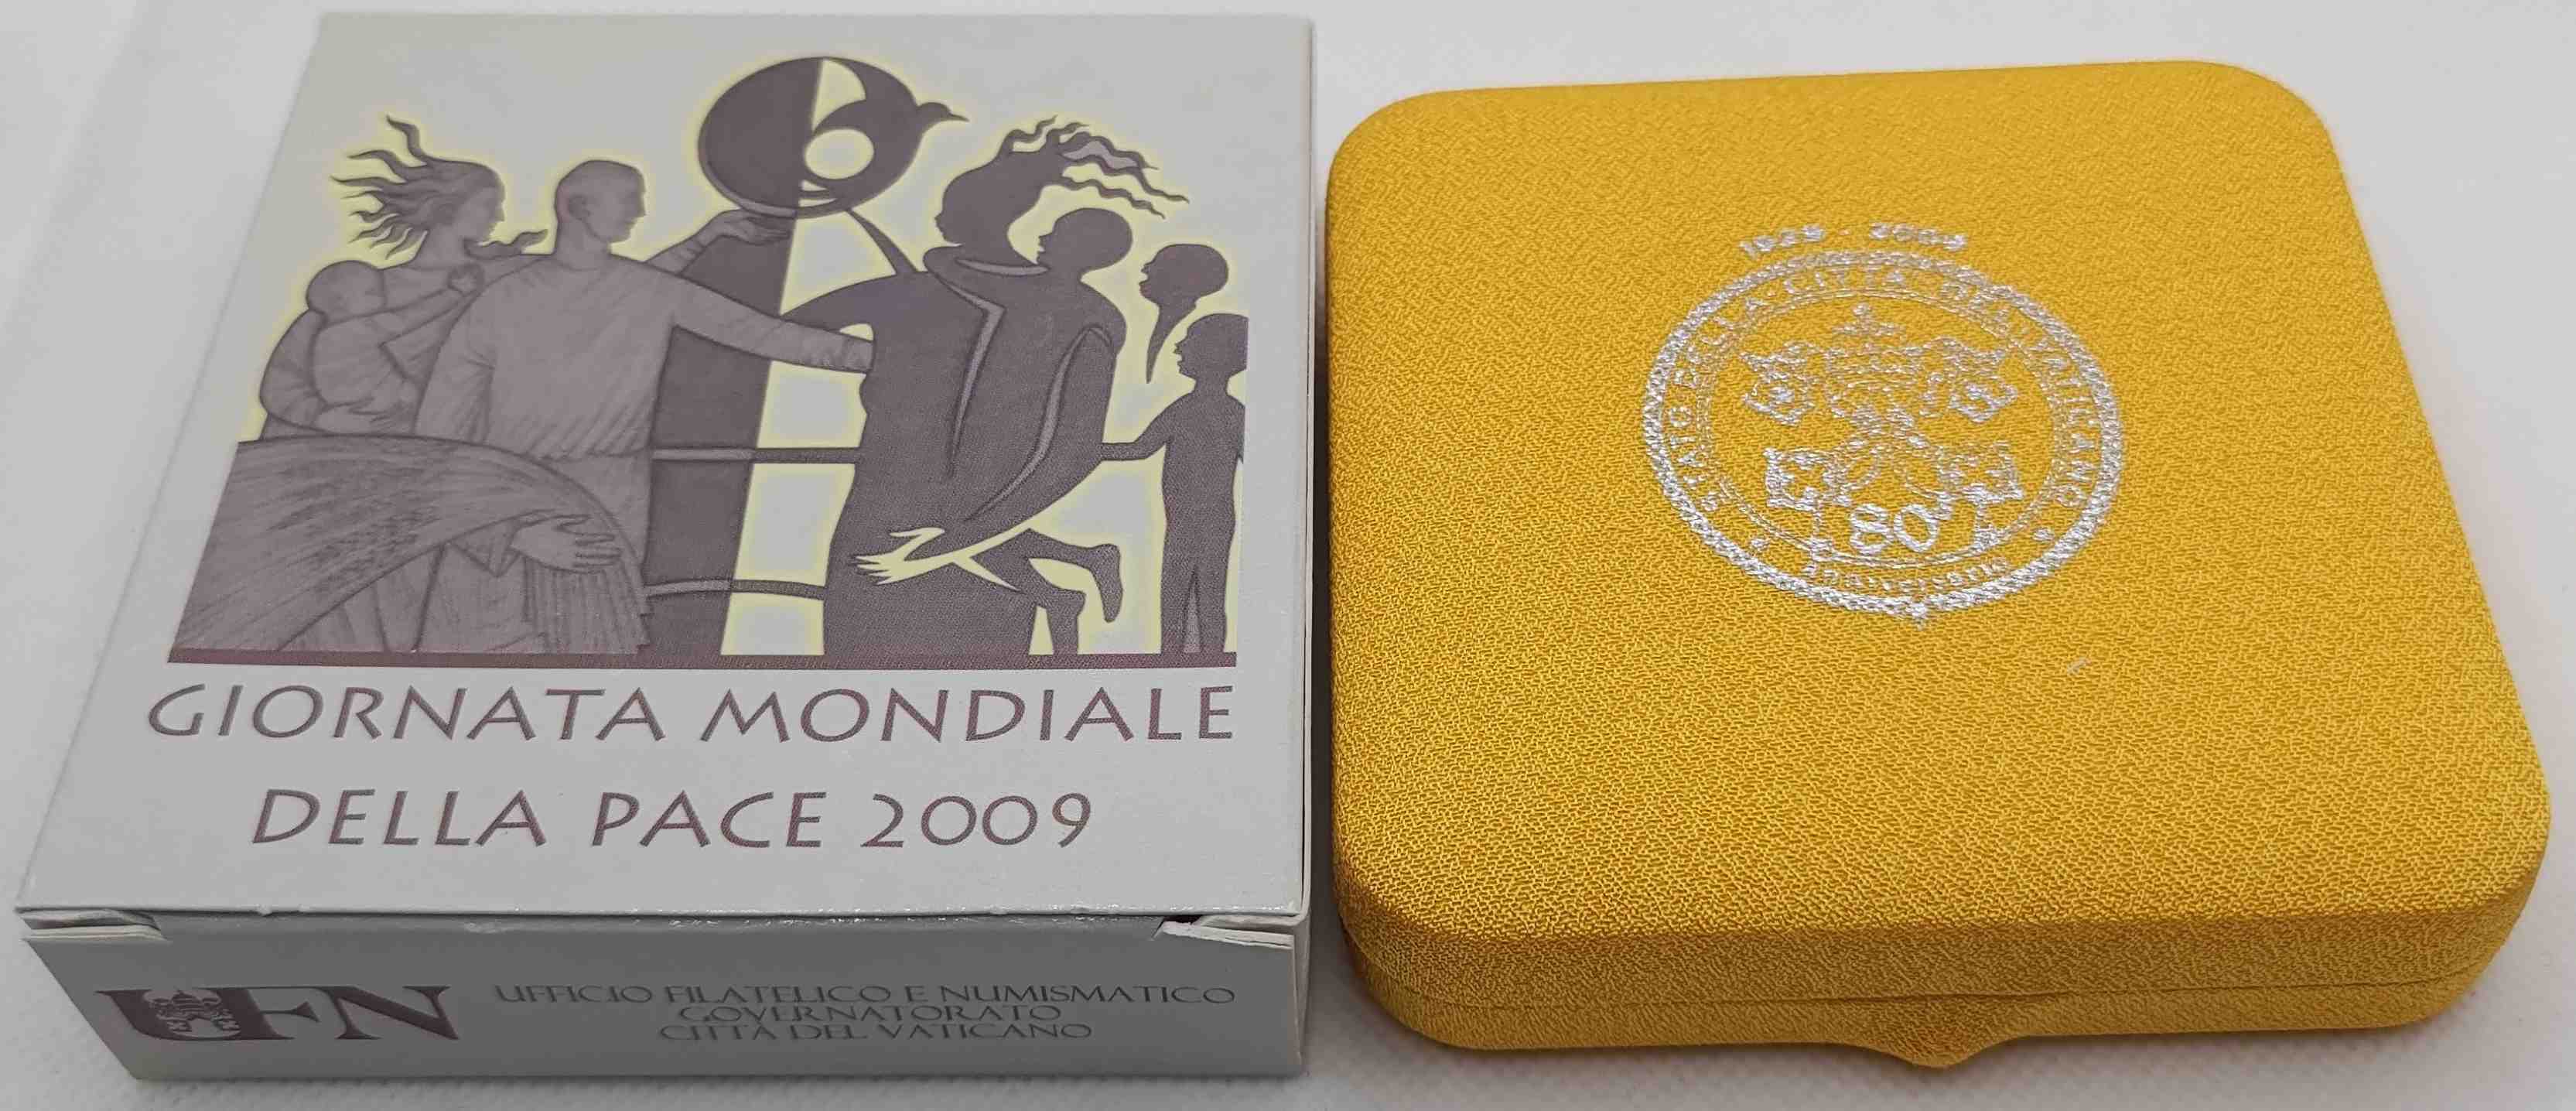 GIORNATA MONDIALE
DELLA PACE 2009
UFN
UFFICIO FILATELICO E NUMISMATICO
GOVERNATORATO
CITTÀ DEL VATICANO
1929 - 2009
STATO DELLA CITTÀ DEL VATICANO
80
anniversario